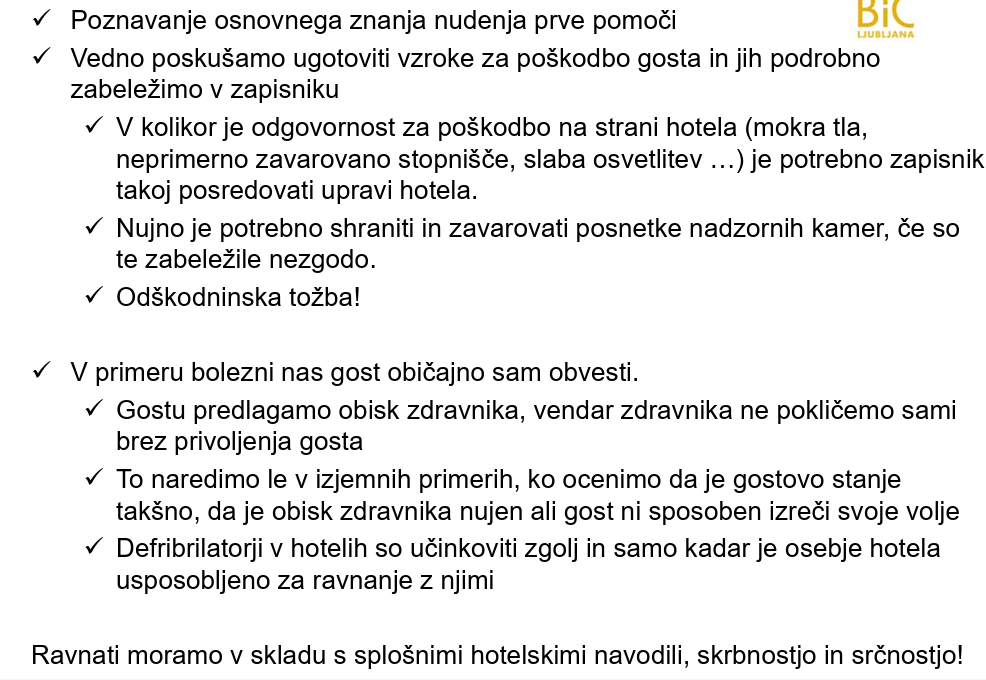 BIC
LJUBLJANA
✓ Poznavanje osnovnega znanja nudenja prve pomoči
✓ Vedno poskušamo ugotoviti vzroke za poškodbo gosta in jih podrobno
zabeležimo v zapisniku
✓ V kolikor je odgovornost za poškodbo na strani hotela (mokra tla,
neprimerno zavarovano stopnišče, slaba osvetlitev …) je potrebno zapisnik
takoj posredovati upravi hotela.
✓ Nujno je potrebno shraniti in zavarovati posnetke nadzornih kamer, če so
te zabeležile nezgodo.
✓ Odškodninska tožba!
✓ V primeru bolezni nas gost običajno sam obvesti.
✓ Gostu predlagamo obisk zdravnika, vendar zdravnika ne pokličemo sami
brez privoljenja gosta
✓ To naredimo le v izjemnih primerih, ko ocenimo da je gostovo stanje
takšno, da je obisk zdravnika nujen ali gost ni sposoben izreči svoje volje
✓ Defribrilatorji v hotelih so učinkoviti zgolj in samo kadar je osebje hotela
usposobljeno za ravnanje z njimi
Ravnati moramo v skladu s splošnimi hotelskimi navodili, skrbnostjo in srčnostjo!